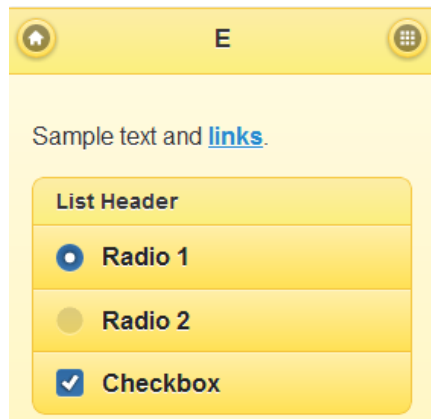 E
Sample text and links.
List Header
Radio 1
Radio 2
Checkbox